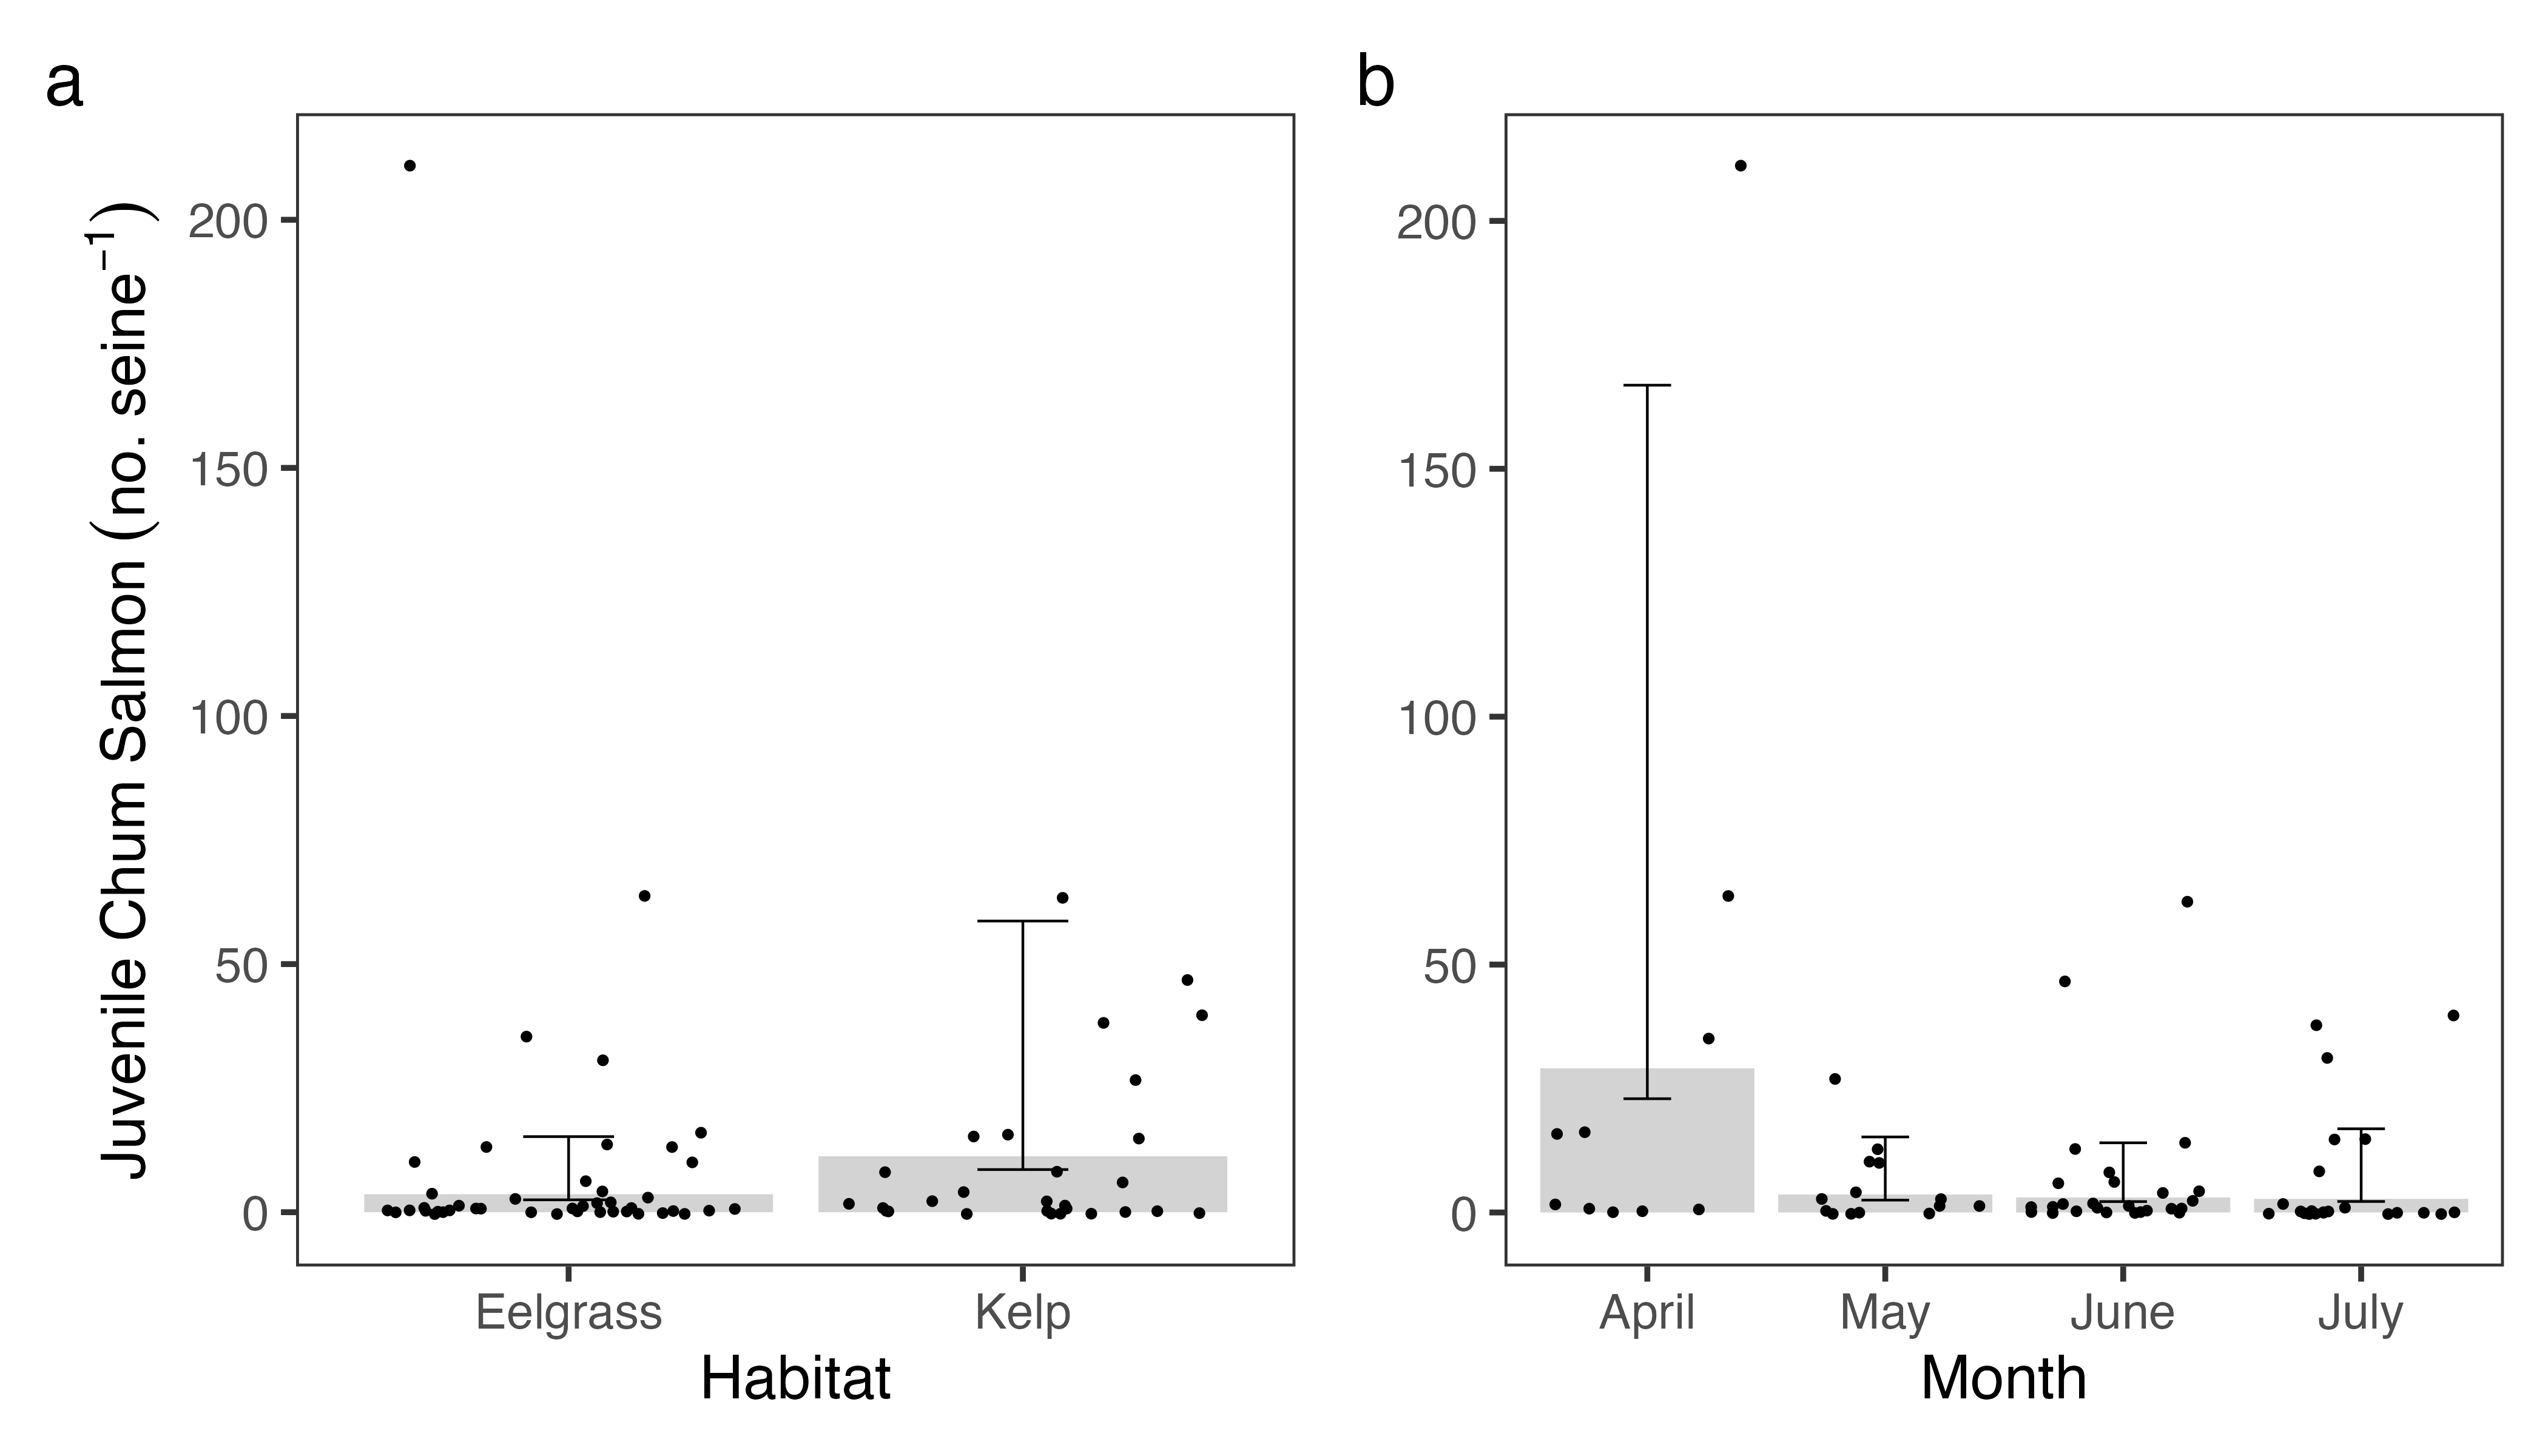 a
Juvenile Chum Salmon (no. seine⁻¹)
200
150
100
50
0
Eelgrass Kelp
Habitat
b
200
150
100
50
0
April May June July
Month